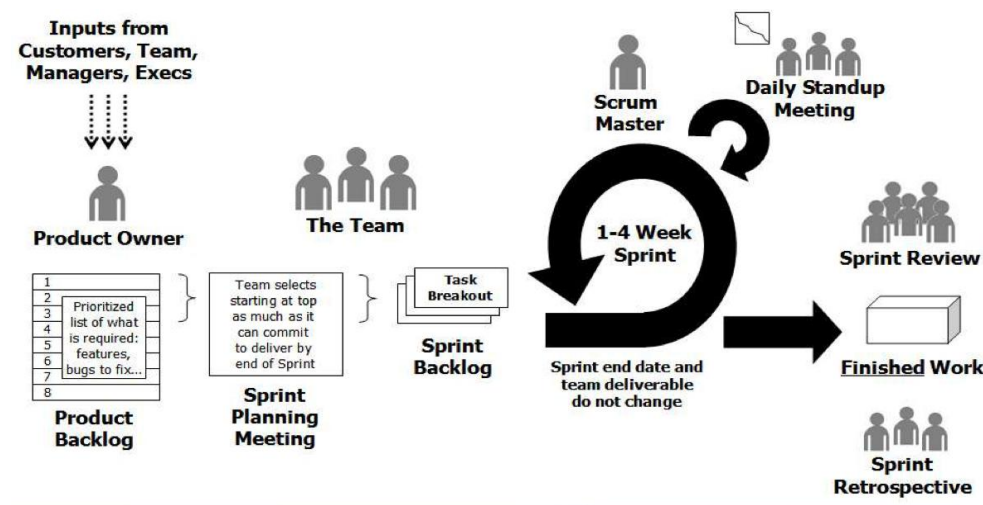 Inputs from
Customers, Team,
Managers, Execs
Product Owner
The Team
Scrum
Master
Daily Standup
Meeting
1-4 Week
Sprint
Sprint Review
1
2
3
4
5
6
7
8
Prioritized
list of what
is required:
features,
bugs to fix...
Product
Backlog
Team selects
starting at top
as much as it
can commit
to deliver by
end of Sprint
Sprint
Planning
Meeting
Task
Breakout
Sprint
Backlog
Sprint end date and
team deliverable
do not change
Finished Work
Sprint
Retrospective